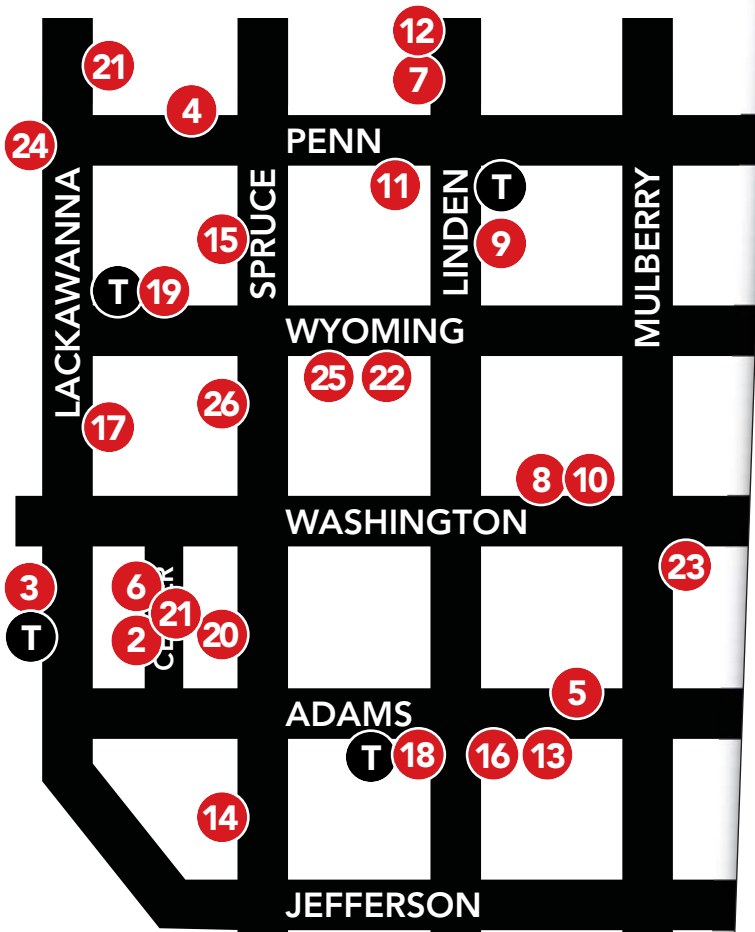 12
21
7
4
PENN
24
LACKAWANNA
SPRUCE
11
LINDEN
T
MULBERRY
15
9
T
19
WYOMING
25
22
26
17
8
10
WASHINGTON
3
6
23
21
T
2
20
5
ADAMS
T
18
16
13
14
JEFFERSON